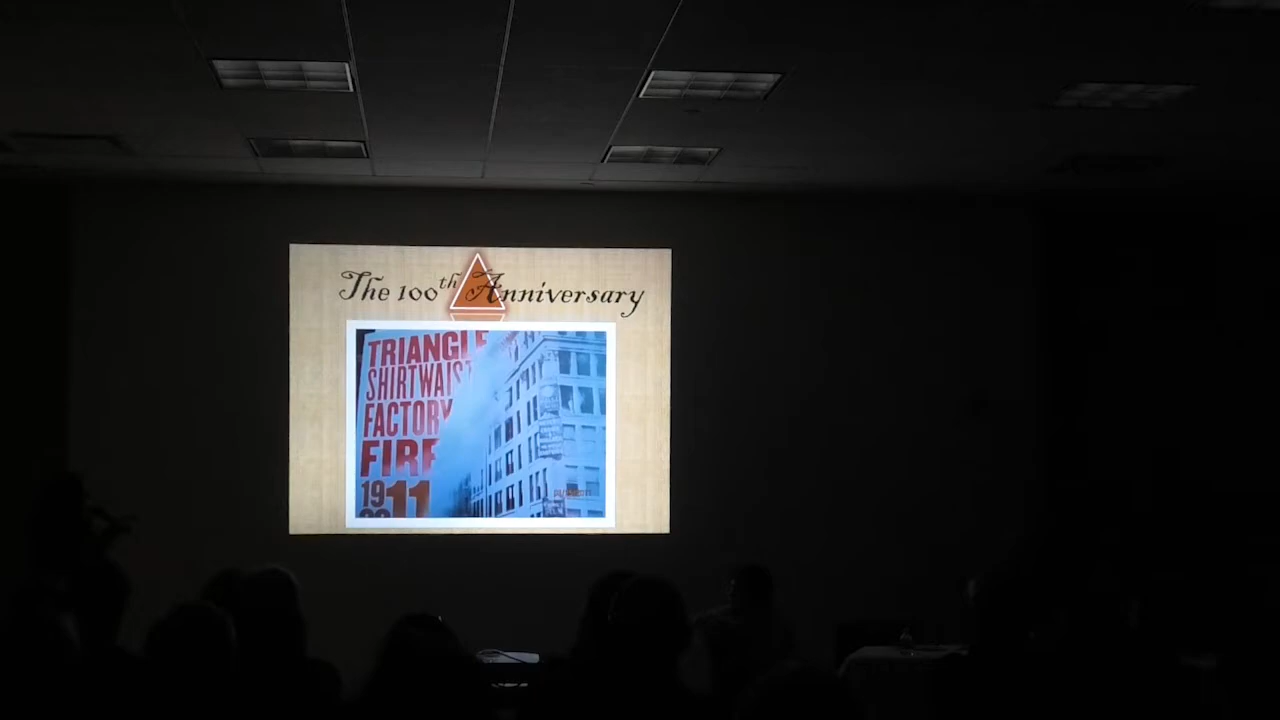 The 100th Anniversary
TRIANGLE
SHIRTWAIST
FACTORY
FIRE
1911